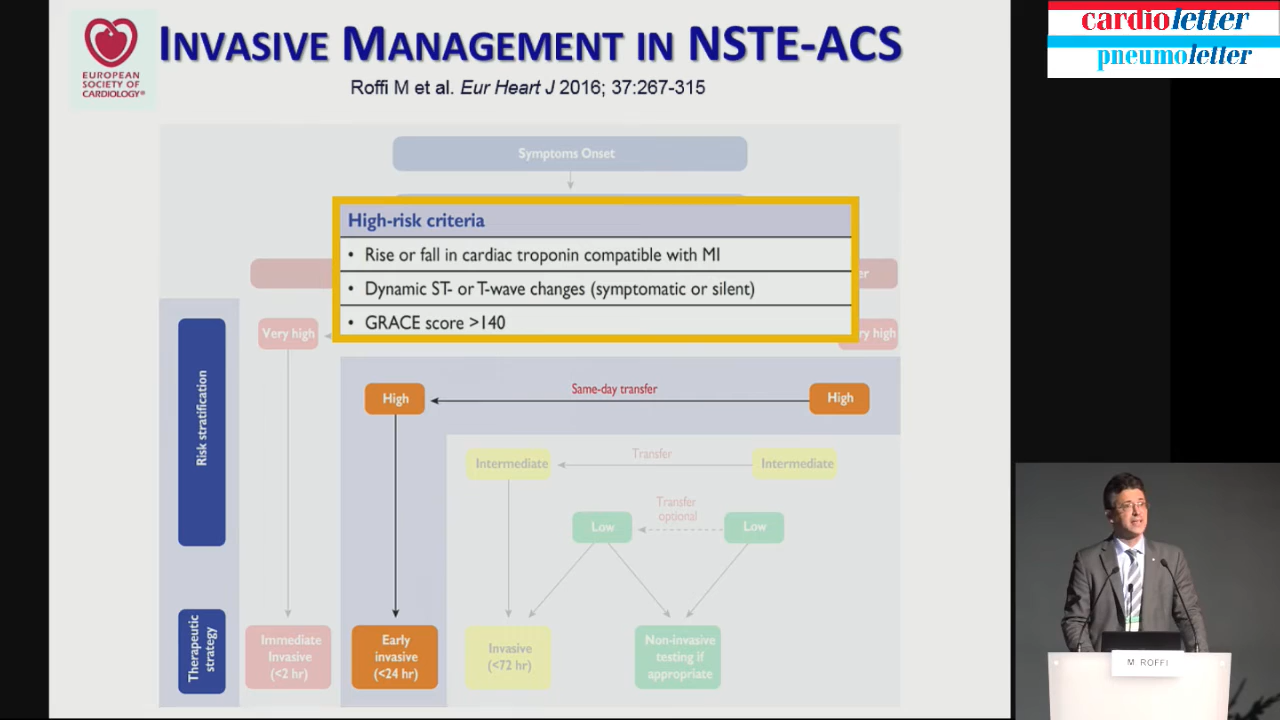 EUROPEAN
SOCIETY OF
CARDIOLOGY®
INVASIVE MANAGEMENT IN NSTE-ACS
Roffi M et al. Eur Heart J 2016; 37:267-315
cardioletter
pneumoletter
Symptoms Onset
High-risk criteria
• Rise or fall in cardiac troponin compatible with MI
• Dynamic ST- or T-wave changes (symptomatic or silent)
• GRACE score >140
Very high
High
Same-day transfer
High
Intermediate
Transfer
Intermediate
Low
Transfer
optional
Low
Risk stratification
Therapeutic
strategy
Immediate
Invasive
(<2 hr)
Early
invasive
(<24 hr)
Invasive
(<72 hr)
Non-invasive
testing if
appropriate
M ROFFI